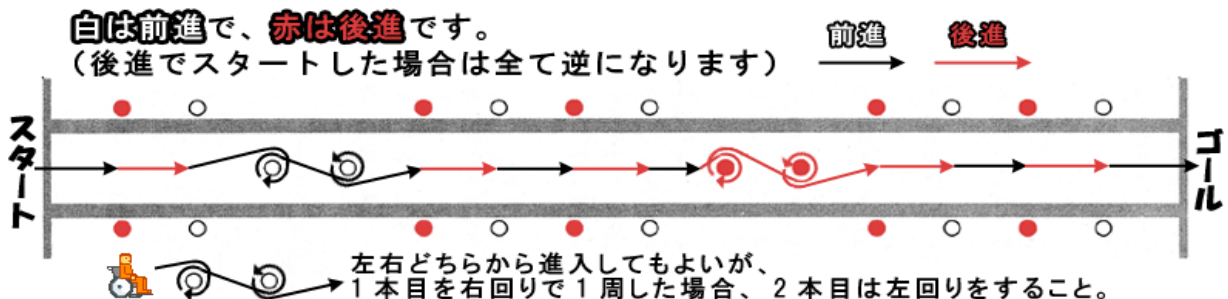 白は前進で、赤は後進です。
（後進でスタートした場合は全て逆になります）
前進
後進
スタート
ゴール
左右どちらから進入してもよいが、
1本目を右回りで1周した場合、2本目は左回りをすること。